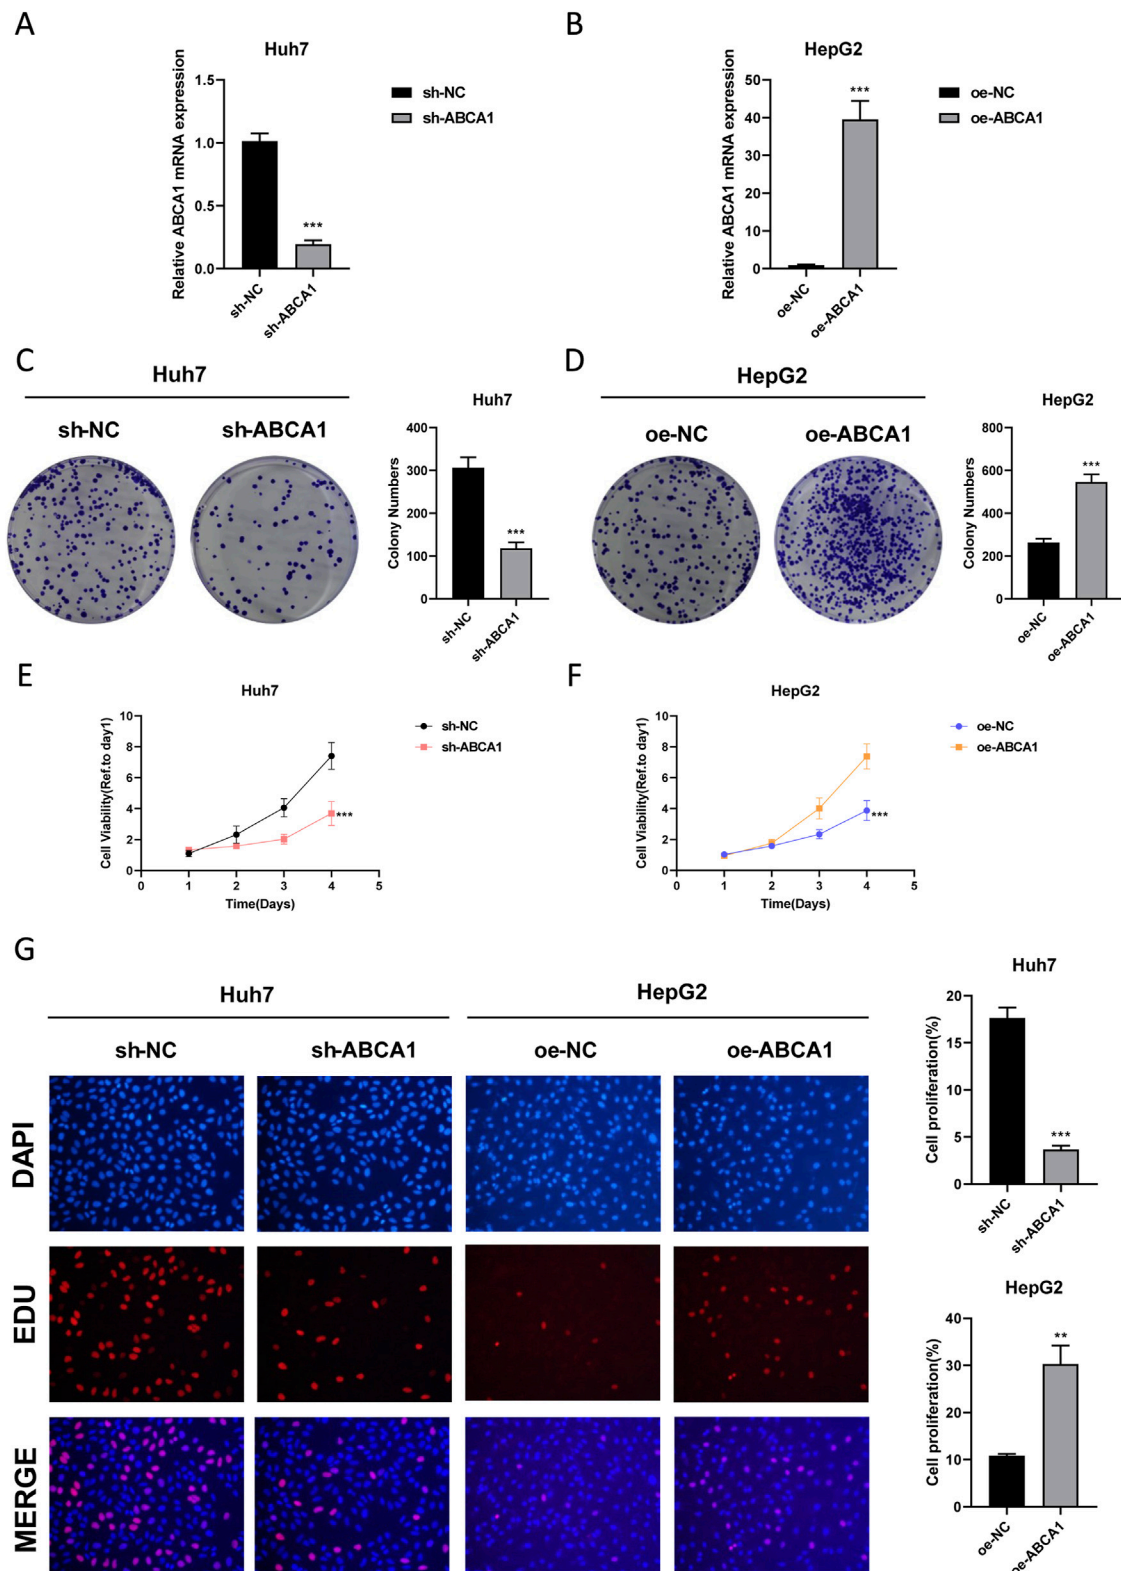 A
Huh7
Relative ABCA1 mRNA expression
1.5
1.0
0.5
0.0
***
sh-NC
sh-ABCA1
sh-NC
sh-ABCA1
B
HepG2
Relative ABCA1 mRNA expression
50
40
30
20
10
0
***
oe-NC
oe-ABCA1
oe-NC
oe-ABCA1
C
Huh7
sh-NC
sh-ABCA1
Huh7
Colony Numbers
400
300
200
100
0
***
sh-NC
sh-ABCA1
D
HepG2
oe-NC
oe-ABCA1
HepG2
Colony Numbers
800
600
400
200
0
***
oe-NC
oe-ABCA1
E
Huh7
Cell Viability(Ref.to day1)
10
8
6
4
2
0
0 1 2 3 4 5
Time(Days)
***
sh-NC
sh-ABCA1
F
HepG2
Cell Viability(Ref.to day1)
10
8
6
4
2
0
0 1 2 3 4 5
Time(Days)
***
oe-NC
oe-ABCA1
G
Huh7
HepG2
sh-NC
sh-ABCA1
oe-NC
oe-ABCA1
DAPI
EDU
MERGE
Huh7
Cell proliferation(%)
20
15
10
5
0
***
sh-NC
sh-ABCA1
HepG2
Cell proliferation(%)
40
30
20
10
0
**
oe-NC
oe-ABCA1